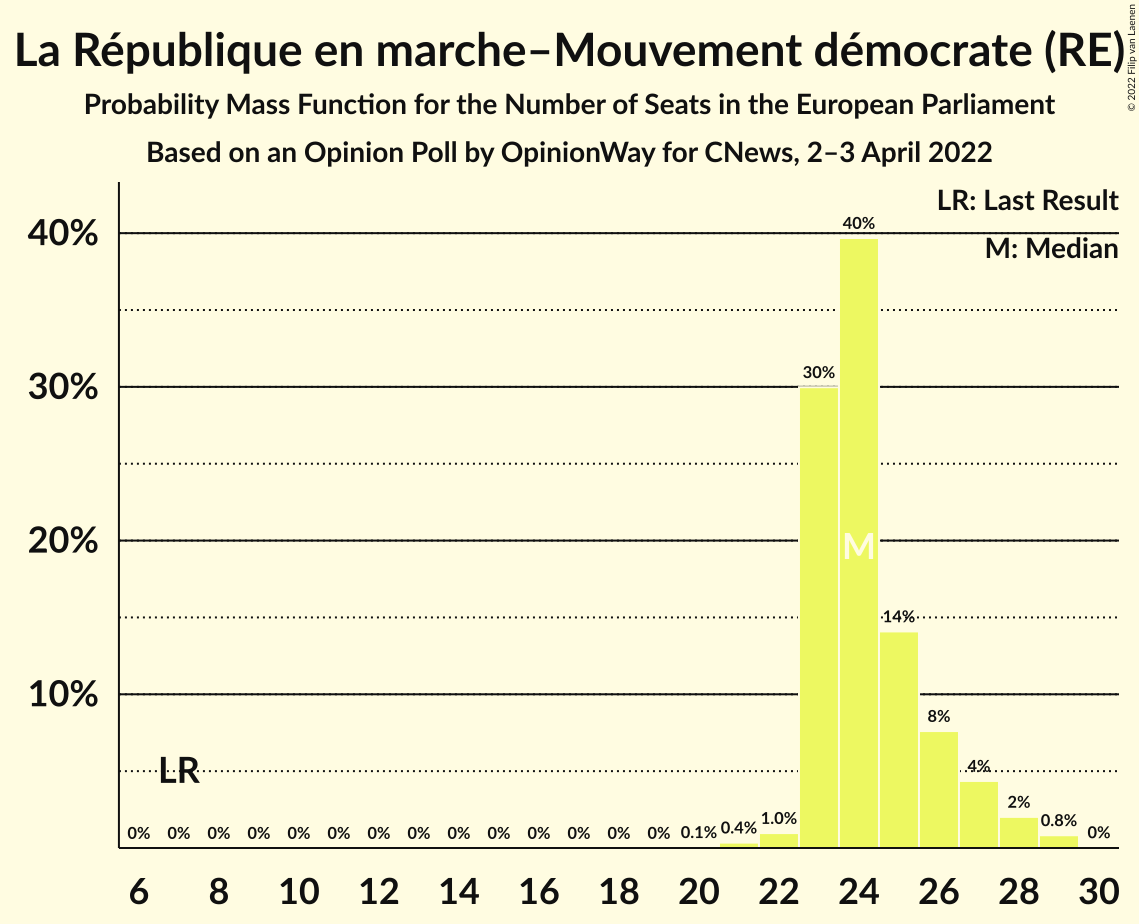 La République en marche–Mouvement démocrate (RE)
© 2022 Filip van Laenen
Probability Mass Function for the Number of Seats in the European Parliament
Based on an Opinion Poll by OpinionWay for CNews, 2–3 April 2022
LR: Last Result
M: Median
40%
30%
20%
10%
40%
30%
M
14%
8%
4%
LR
2%
0% 0% 0% 0% 0% 0% 0% 0% 0% 0% 0% 0% 0% 0% 0.1% 0.4% 1.0% 0.8% 0%
6 8 10 12 14 16 18 20 22 24 26 28 30